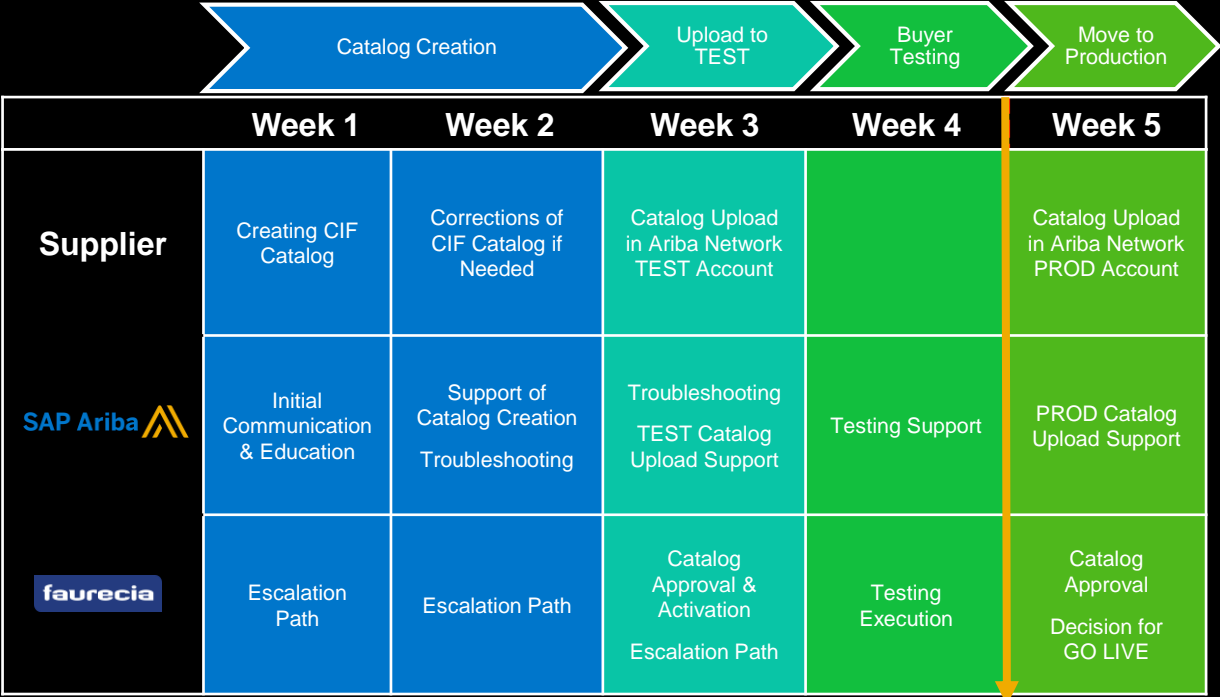 Catalog Creation
Upload to
TEST
Buyer
Testing
Move to
Production
Week 1
Week 2
Week 3
Week 4
Week 5
Supplier
Creating CIF
Catalog
Corrections of
CIF Catalog if
Needed
Catalog Upload
in Ariba Network
TEST Account
Catalog Upload
in Ariba Network
PROD Account
SAP Ariba
Initial
Communication
& Education
Support of
Catalog Creation
Troubleshooting
Troubleshooting
TEST Catalog
Upload Support
Testing Support
PROD Catalog
Upload Support
faurecia
Escalation
Path
Escalation Path
Catalog
Approval &
Activation
Escalation Path
Testing
Execution
Catalog
Approval
Decision for
GO LIVE